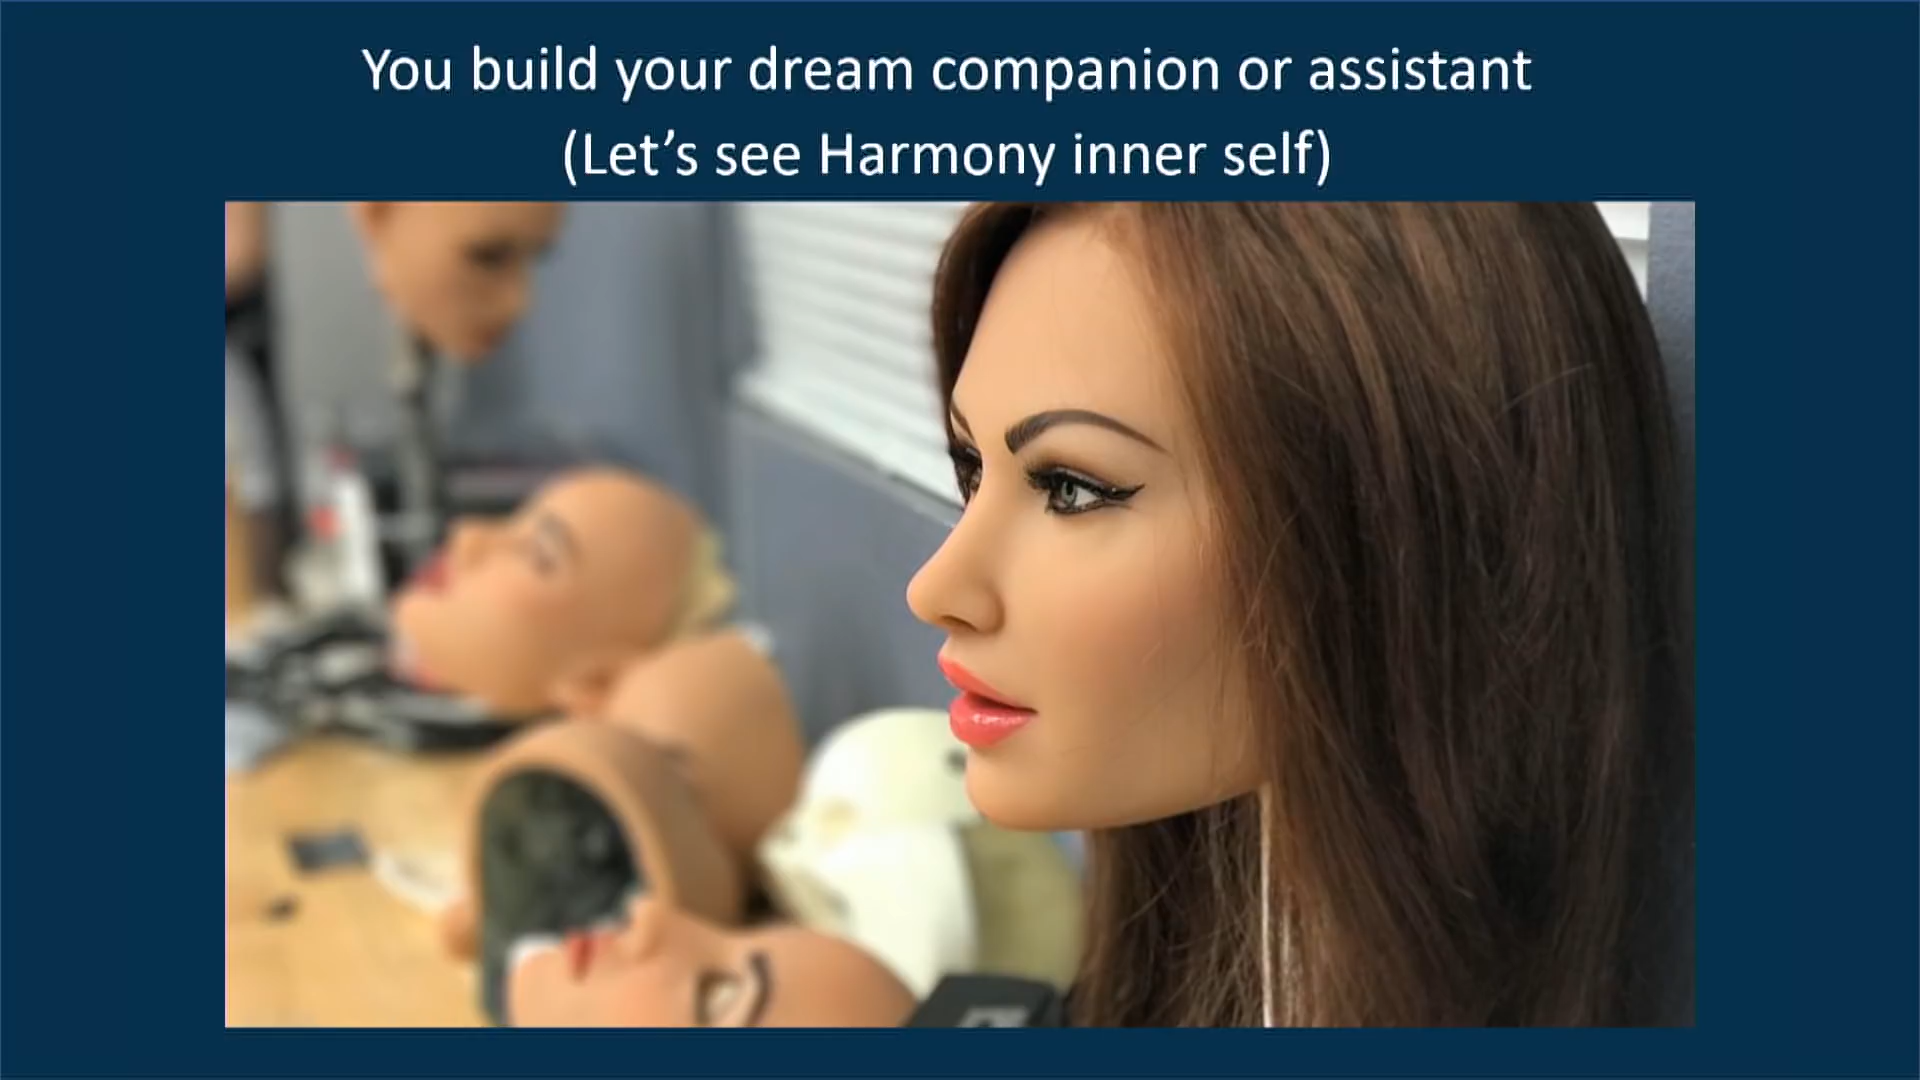 You build your dream companion or assistant
(Let’s see Harmony inner self)